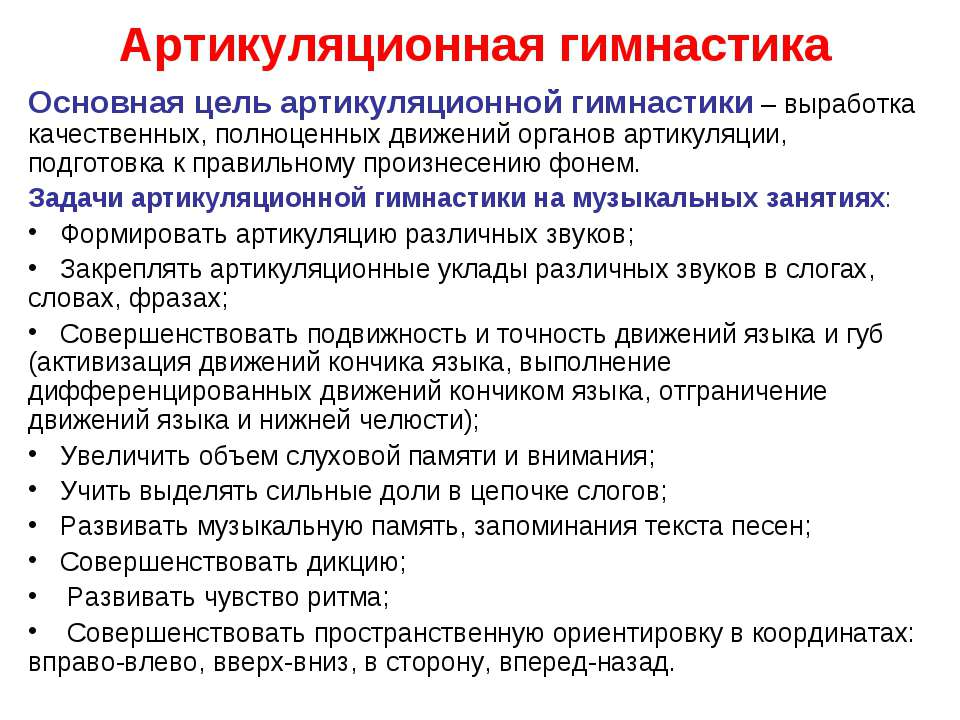 Артикуляционная гимнастика
Основная цель артикуляционной гимнастики – выработка
качественных, полноценных движений органов артикуляции,
подготовка к правильному произнесению фонем.
Задачи артикуляционной гимнастики на музыкальных занятиях:
• Формировать артикуляцию различных звуков;
• Закреплять артикуляционные уклады различных звуков в слогах,
словах, фразах;
• Совершенствовать подвижность и точность движений языка и губ
(активизация движений кончика языка, выполнение
дифференцированных движений кончиком языка, отграничение
движений языка и нижней челюсти);
• Увеличить объем слуховой памяти и внимания;
• Учить выделять сильные доли в цепочке слогов;
• Развивать музыкальную память, запоминания текста песен;
• Совершенствовать дикцию;
• Развивать чувство ритма;
• Совершенствовать пространственную ориентировку в координатах:
вправо-влево, вверх-вниз, в сторону, вперед-назад.